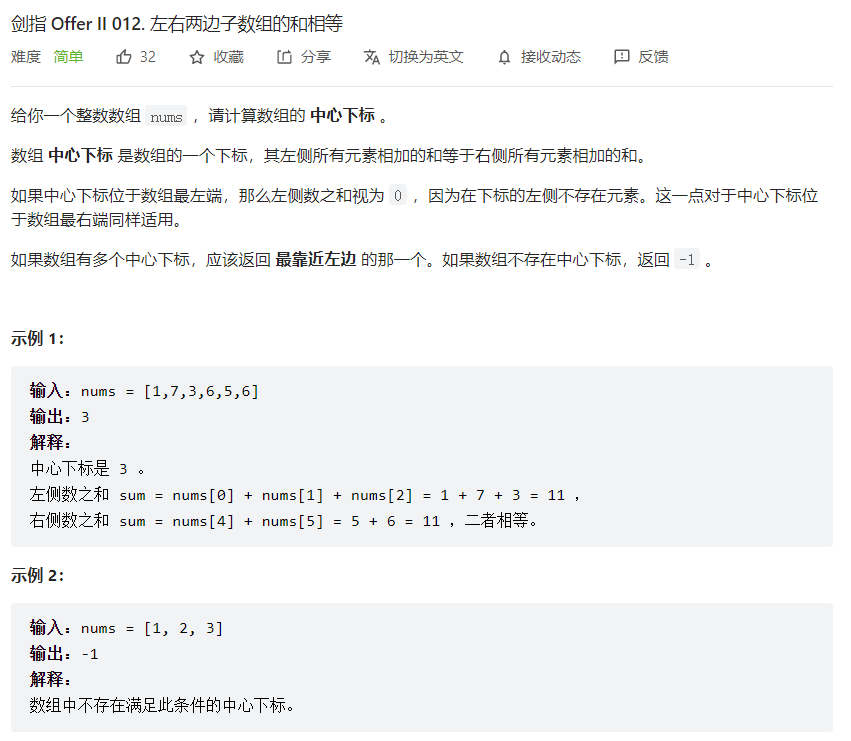 剑指 Offer II 012. 左右两边子数组的和相等
难度 简单 32 收藏 分享 切换为英文 接收动态 反馈
给你一个整数数组 nums ，请计算数组的 中心下标 。
数组 中心下标 是数组的一个下标，其左侧所有元素相加的和等于右侧所有元素相加的和。
如果中心下标位于数组最左端，那么左侧数之和视为 0 ，因为在下标的左侧不存在元素。这一点对于中心下标位
于数组最右端同样适用。
如果数组有多个中心下标，应该返回 最靠近左边 的那一个。如果数组不存在中心下标，返回 -1 。
示例 1：
输入：nums = [1,7,3,6,5,6]
输出：3
解释：
中心下标是 3 。
左侧数之和 sum = nums[0] + nums[1] + nums[2] = 1 + 7 + 3 = 11 ，
右侧数之和 sum = nums[4] + nums[5] = 5 + 6 = 11 ，二者相等。
示例 2：
输入：nums = [1, 2, 3]
输出：-1
解释：
数组中不存在满足此条件的中心下标。